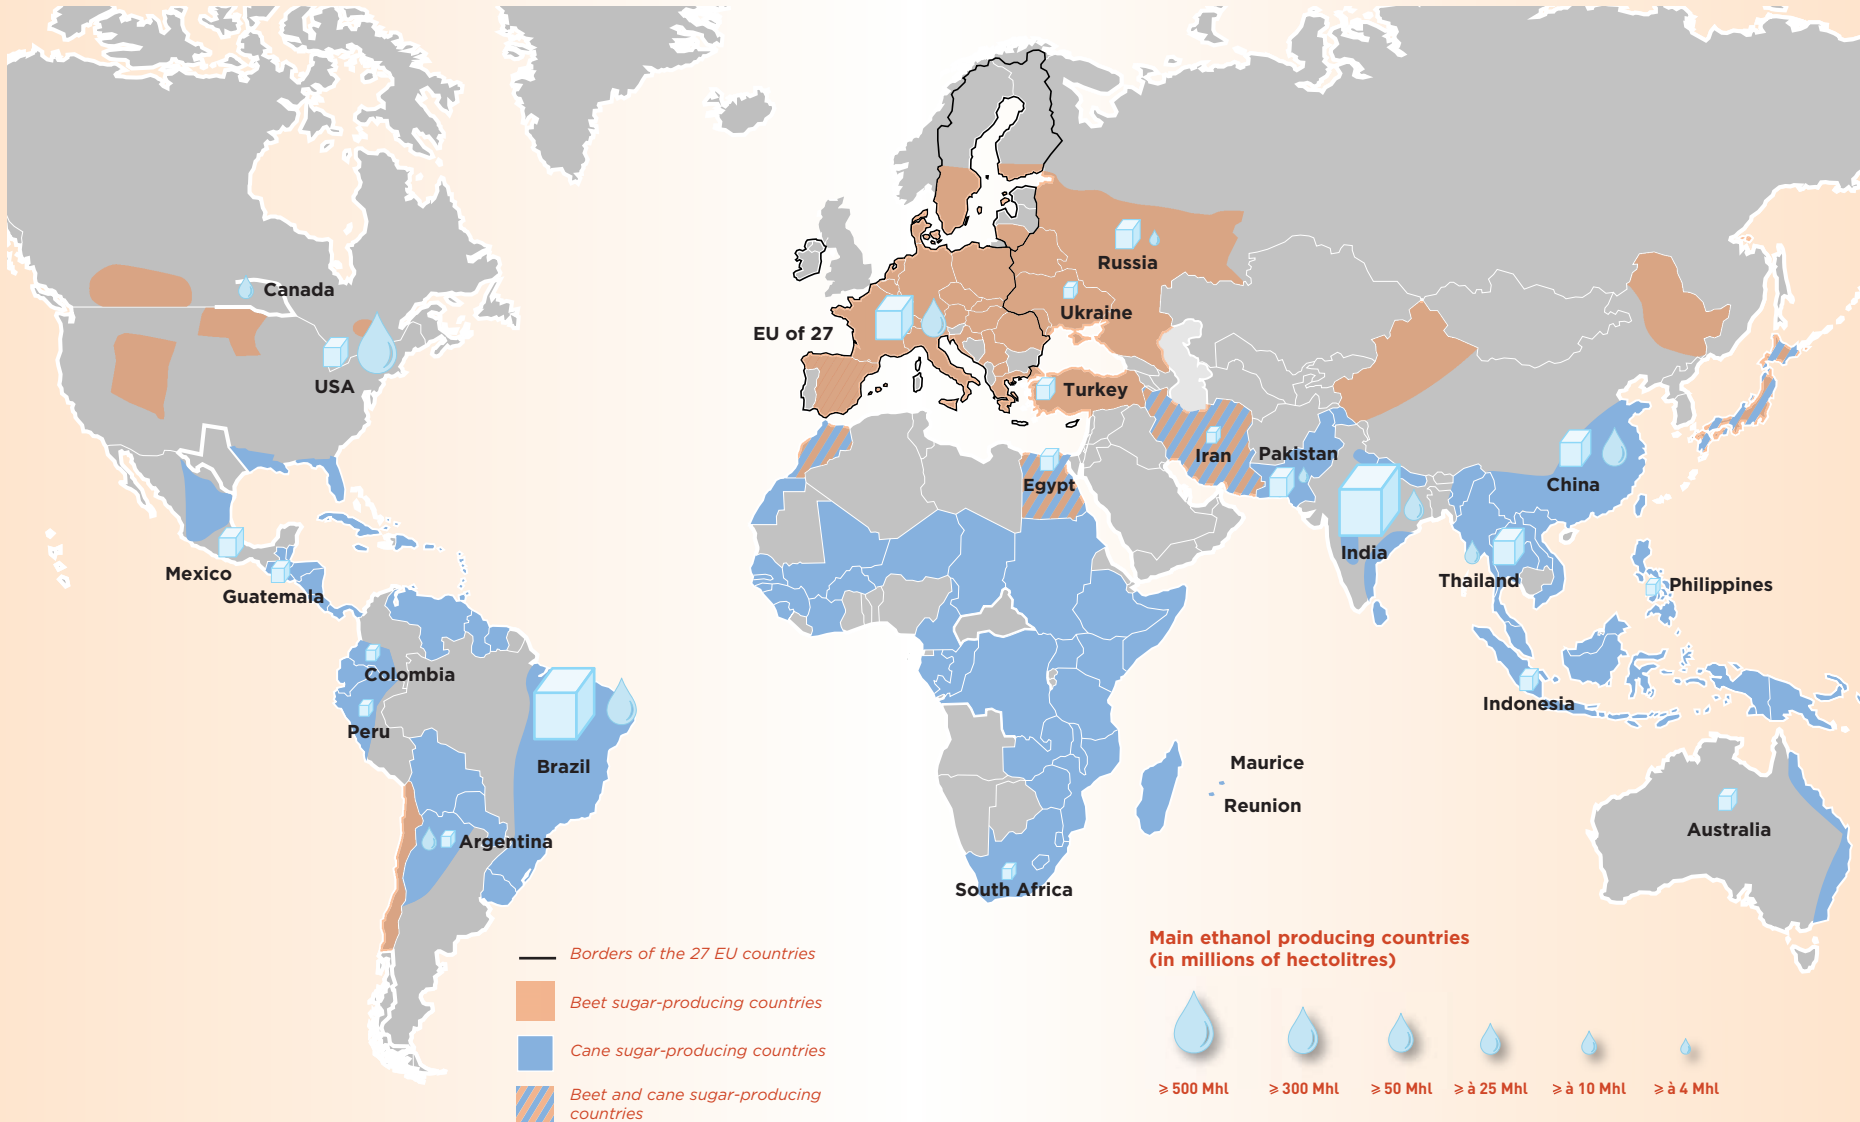 Canada
USA
Mexico
Guatemala
Colombia
Peru
Brazil
Argentina
EU of 27
Russia
Ukraine
Turkey
Iran
Pakistan
Egypt
India
China
Thailand
Philippines
Indonesia
Maurice
Reunion
South Africa
Australia
Borders of the 27 EU countries
Beet sugar-producing countries
Cane sugar-producing countries
Beet and cane sugar-producing
countries
Main ethanol producing countries
(in millions of hectolitres)
⩾ 500 Mhl
⩾ 300 Mhl
⩾ 50 Mhl
⩾ à 25 Mhl
⩾ à 10 Mhl
⩾ à 4 Mhl